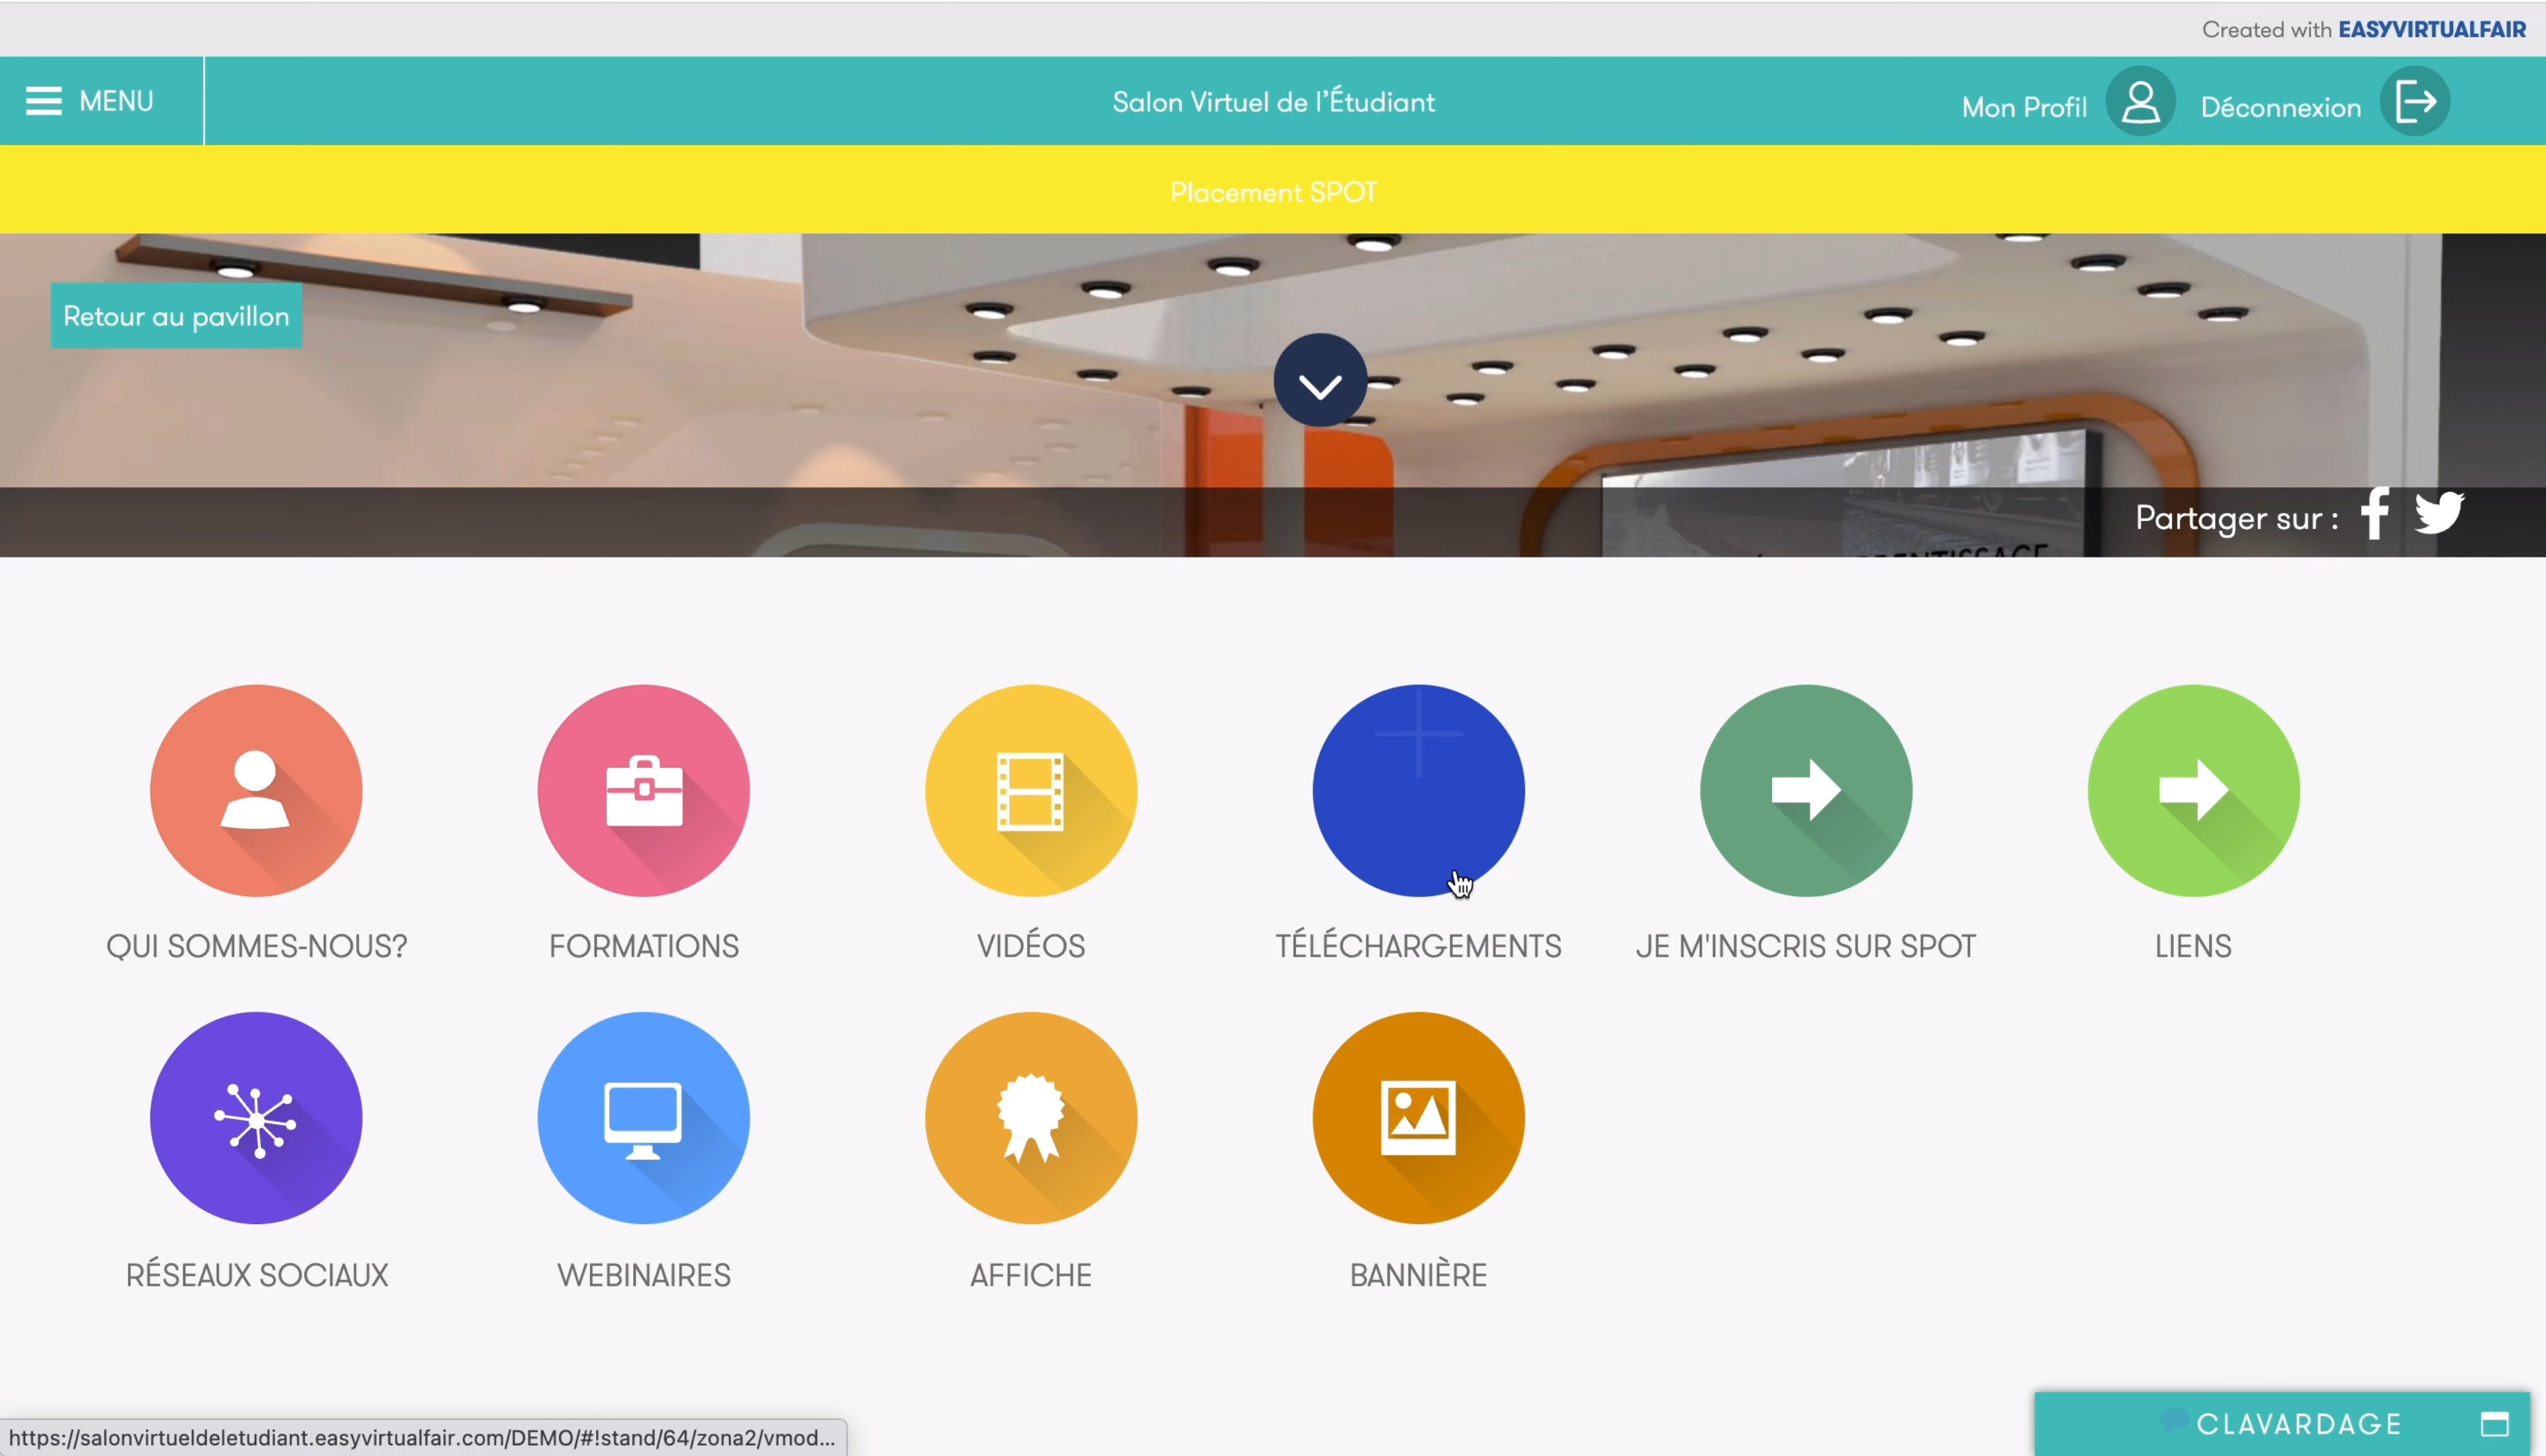 Created with EASYVIRTUALFAIR
MENU
Salon Virtuel de l'Étudiant
Mon Profil
Déconnexion
Placement SPOT
Retour au pavillon
Partager sur :
QUI SOMMES-NOUS?
FORMATIONS
VIDÉOS
TÉLÉCHARGEMENTS
JE M'INSCRIS SUR SPOT
LIENS
RÉSEAUX SOCIAUX
WEBINAIRES
AFFICHE
BANNIÈRE
https://salonvirtueldeletudiant.easyvirtualfair.com/DEMO/#!stand/64/zona2/vmod...
CLAVARDAGE